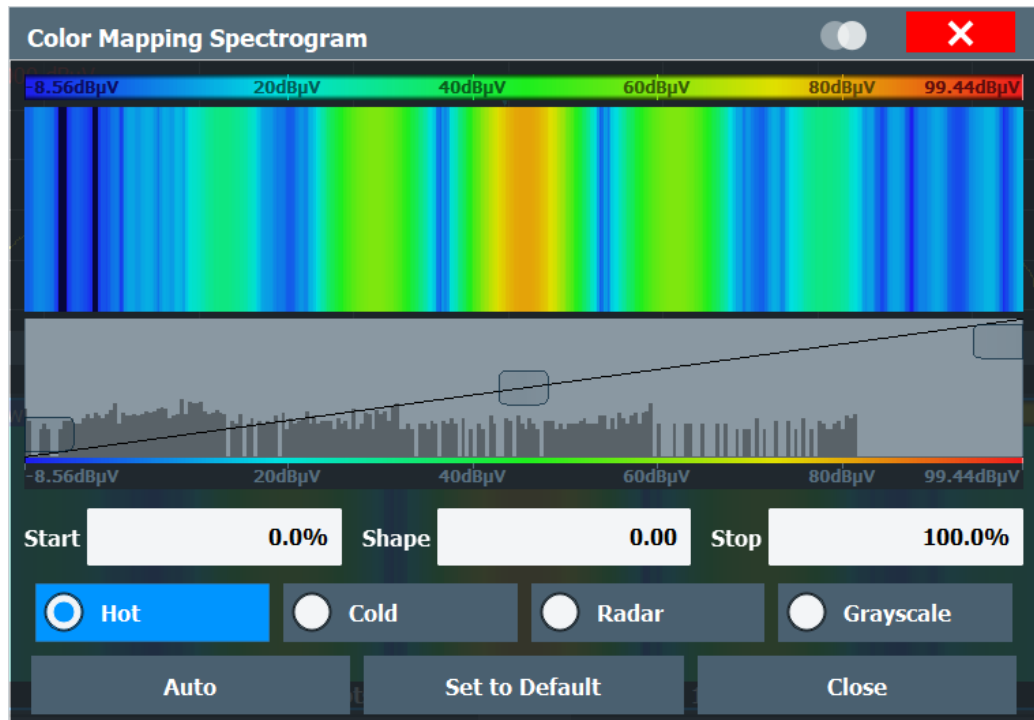 Color Mapping Spectrogram
-8.56dBµV 20dBµV 40dBµV 60dBµV 80dBµV 99.44dBµV
-8.56dBµV 20dBµV 40dBµV 60dBµV 80dBµV 99.44dBµV
Start 0.0% Shape 0.00 Stop 100.0%
Hot Cold Radar Grayscale
Auto Set to Default Close